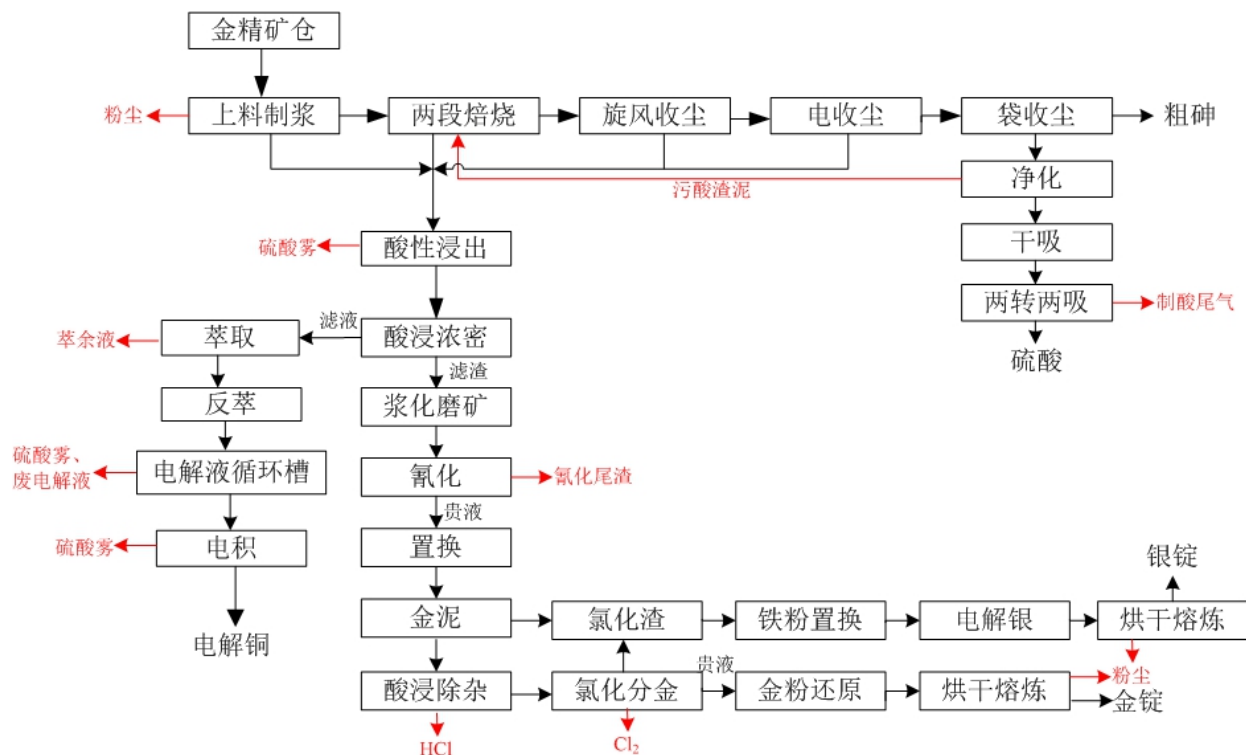 金精矿仓
粉尘
上料制浆
两段焙烧
旋风收尘
电收尘
袋收尘
粗砷
污酸渣泥
净化
硫酸雾
酸性浸出
干吸
两转两吸
制酸尾气
硫酸
萃余液
萃取
滤液
酸浸浓密
滤渣
反萃
浆化磨矿
硫酸雾、
废电解液
电解液循环槽
氰化
氰化尾渣
贵液
硫酸雾
电积
置换
银锭
电解铜
金泥
氯化渣
铁粉置换
电解银
烘干熔炼
酸浸除杂
氯化分金
贵液
金粉还原
烘干熔炼
粉尘
金锭
HCl
Cl₂